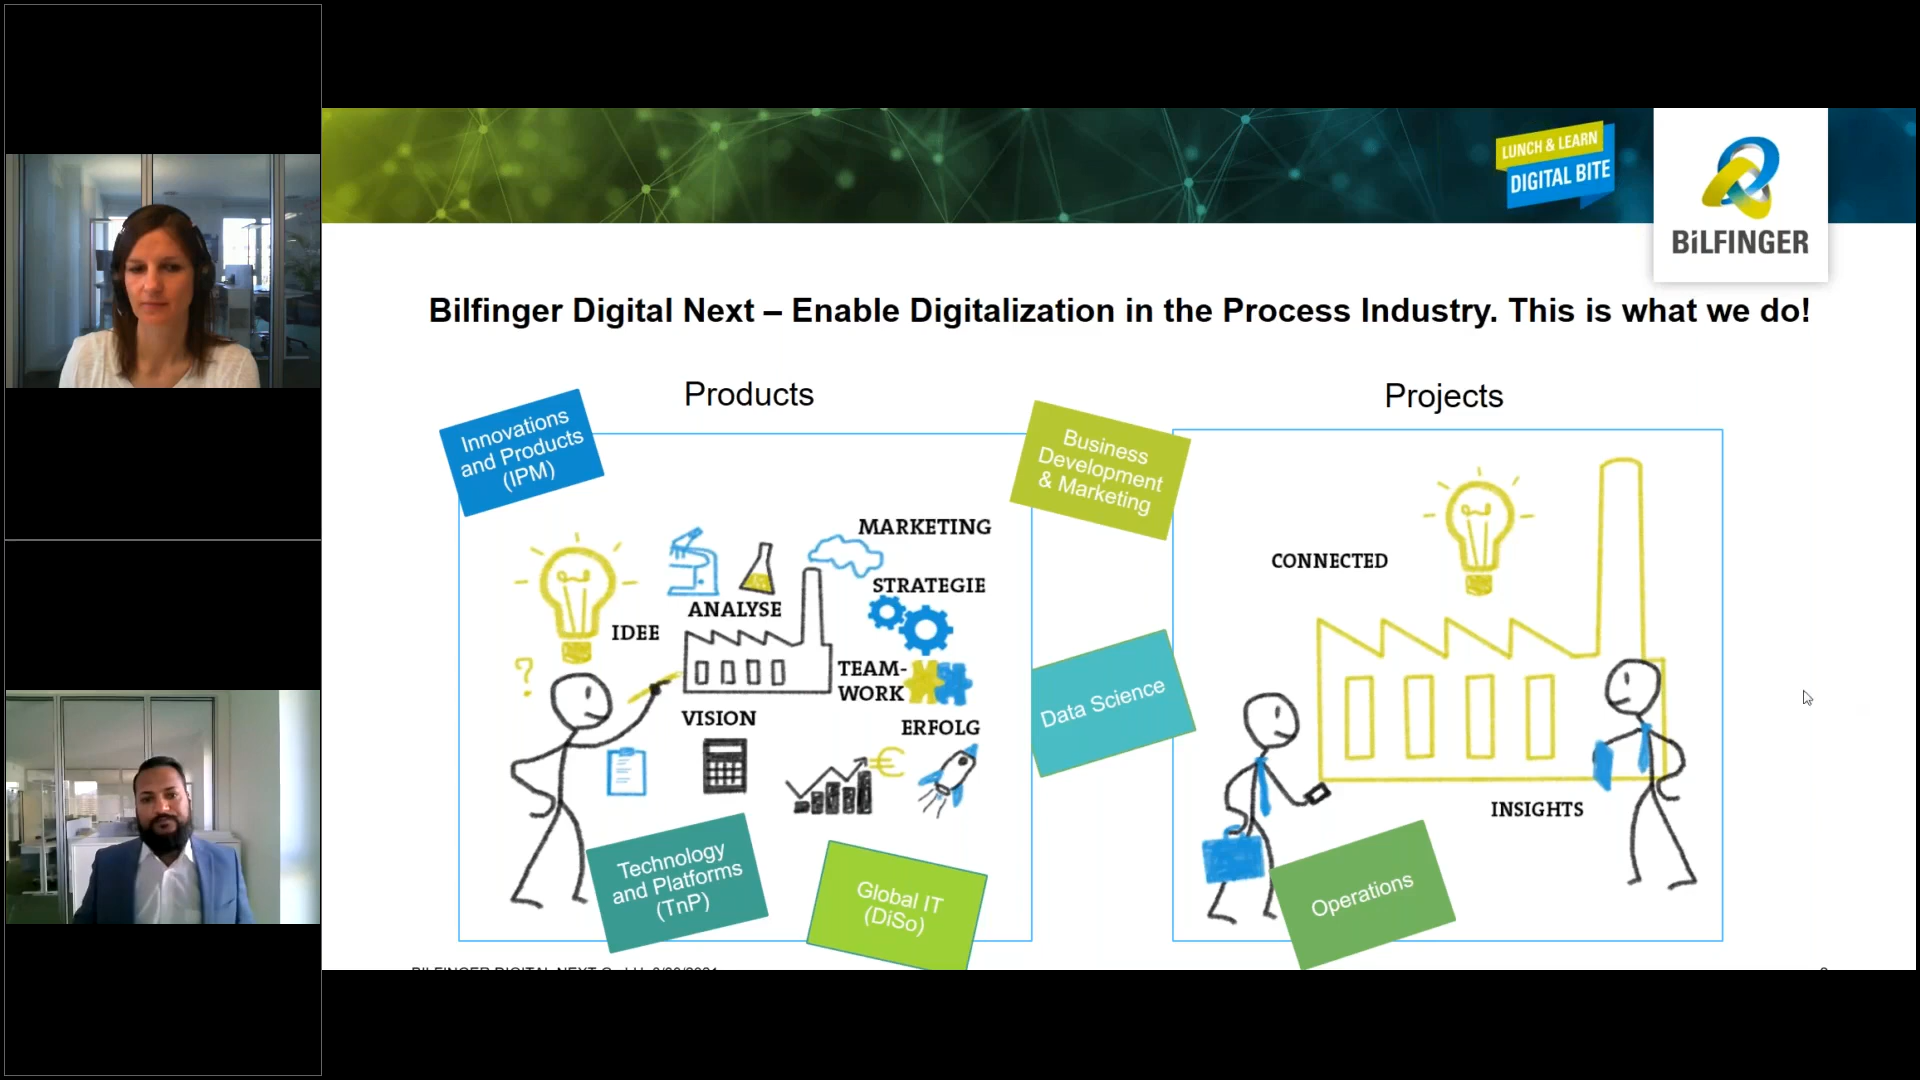 LUNCH & LEARN
DIGITAL BITE
BiLFINGER
Bilfinger Digital Next – Enable Digitalization in the Process Industry. This is what we do!
Products
Innovations
and Products
(IPM)
MARKETING
STRATEGIE
ANALYSE
IDEE
?
TEAM-
WORK
VISION
ERFOLG
€
Technology
and Platforms
(TnP)
Global IT
(DiSo)
Business
Development
& Marketing
Data Science
Projects
CONNECTED
INSIGHTS
Operations